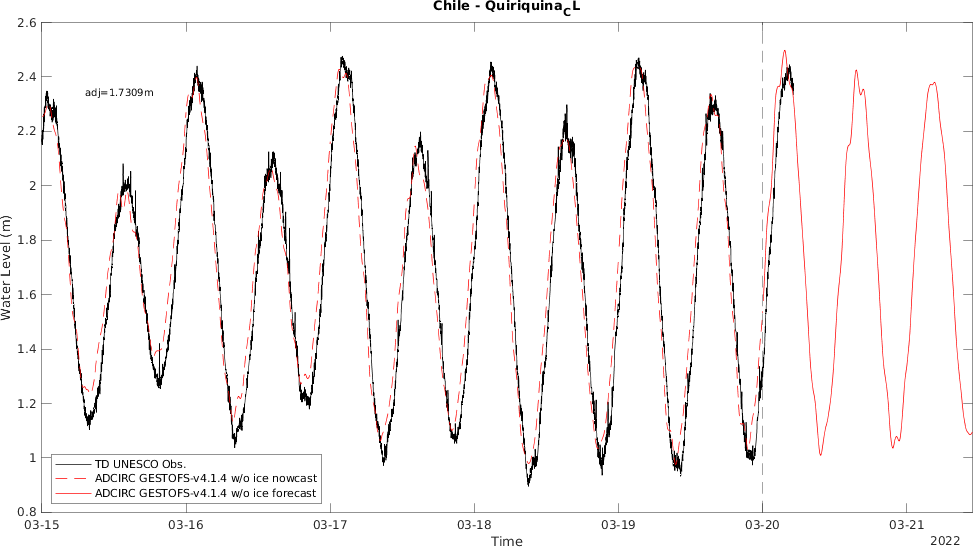 Chile - Quiriquina_CL
2.6
2.4
2.2
2
1.8
1.6
1.4
1.2
1
0.8
Water Level (m)
adj=1.7309m
TD UNESCO Obs.
ADCIRC GESTOFS-v4.1.4 w/o ice nowcast
ADCIRC GESTOFS-v4.1.4 w/o ice forecast
03-15 03-16 03-17 03-18 03-19 03-20 03-21
Time
2022